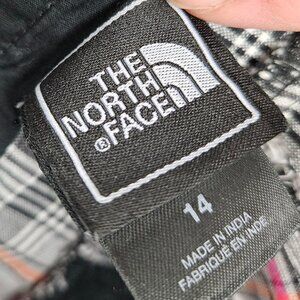 THE
NORTH
® FACE
14
MADE IN INDIA
FABRIQUÉ EN INDE